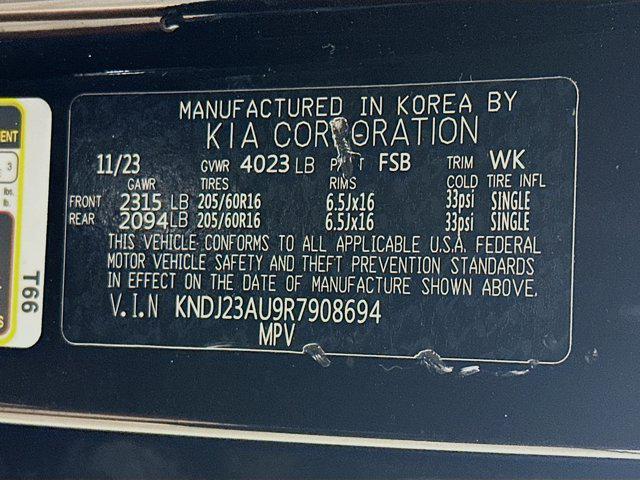 MANUFACTURED IN KOREA BY
KIA CORPORATION
11/23 GVWR 4023 LB FSB TRIM WK
GAWR TIRES RIMS COLD TIRE INFL
FRONT 2315 LB 205/60R16 6.5Jx16 33psi SINGLE
REAR 2094 LB 205/60R16 6.5Jx16 33psi SINGLE
THIS VEHICLE CONFORMS TO ALL APPLICABLE U.S.A. FEDERAL
MOTOR VEHICLE SAFETY AND THEFT PREVENTION STANDARDS
IN EFFECT ON THE DATE OF MANUFACTURE SHOWN ABOVE.
V.I.N KNDJ23AU9R7908694
MPV
3
lbs.
lb.
T66